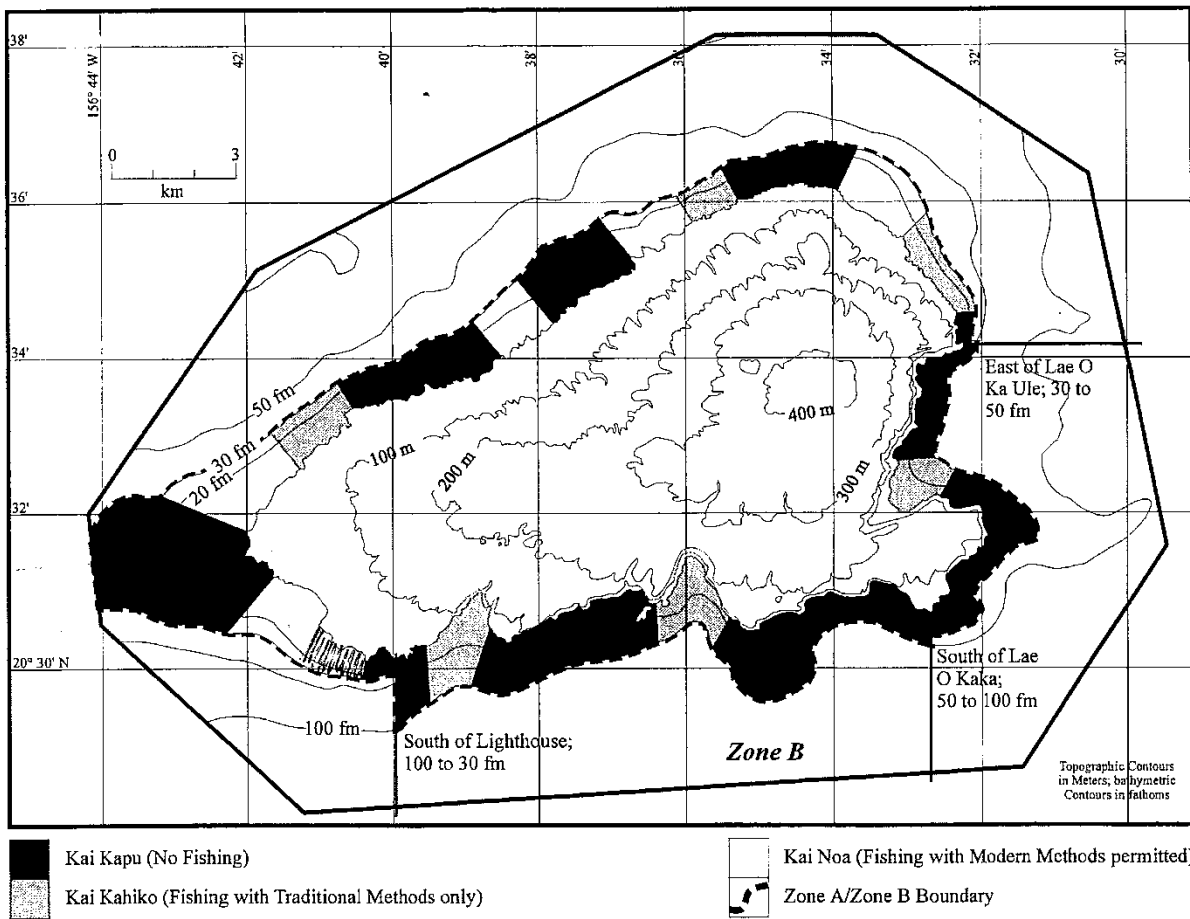 38'
156° 44' W
42'
40'
38'
36'
34'
32'
30'
0 3
km
36'
34'
50 fm
30 fm
20 fm
100 m
200 m
400 m
300 m
East of Lae O
Ka Ule; 30 to
50 fm
32'
20° 30' N
100 fm
South of Lighthouse;
100 to 30 fm
Zone B
South of Lae
O Kaka;
50 to 100 fm
Topographic Contours
in Meters; bathymetric
Contours in fathoms
Kai Kapu (No Fishing)
Kai Kahiko (Fishing with Traditional Methods only)
Kai Noa (Fishing with Modern Methods permitted)
Zone A/Zone B Boundary